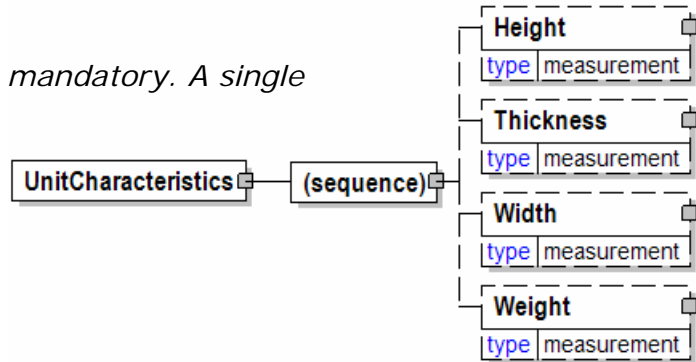 Height
type measurement
mandatory. A single
Thickness
type measurement
UnitCharacteristics
(sequence)
Width
type measurement
Weight
type measurement